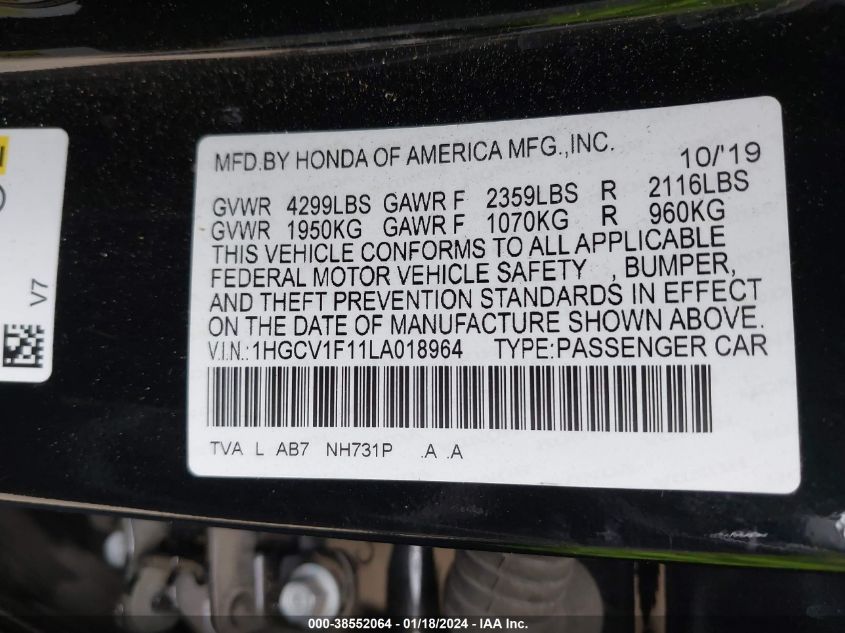 MFD.BY HONDA OF AMERICA MFG.,INC. 10/'19
GVWR 4299LBS GAWR F 2359LBS R 2116LBS
GVWR 1950KG GAWR F 1070KG R 960KG
THIS VEHICLE CONFORMS TO ALL APPLICABLE
FEDERAL MOTOR VEHICLE SAFETY , BUMPER,
AND THEFT PREVENTION STANDARDS IN EFFECT
ON THE DATE OF MANUFACTURE SHOWN ABOVE.
V.I.N.:1HGCV1F11LA018964 TYPE:PASSENGER CAR
TVA L AB7 NH731P .A .A
V7
000-38552064 - 01/18/2024 - IAA Inc.